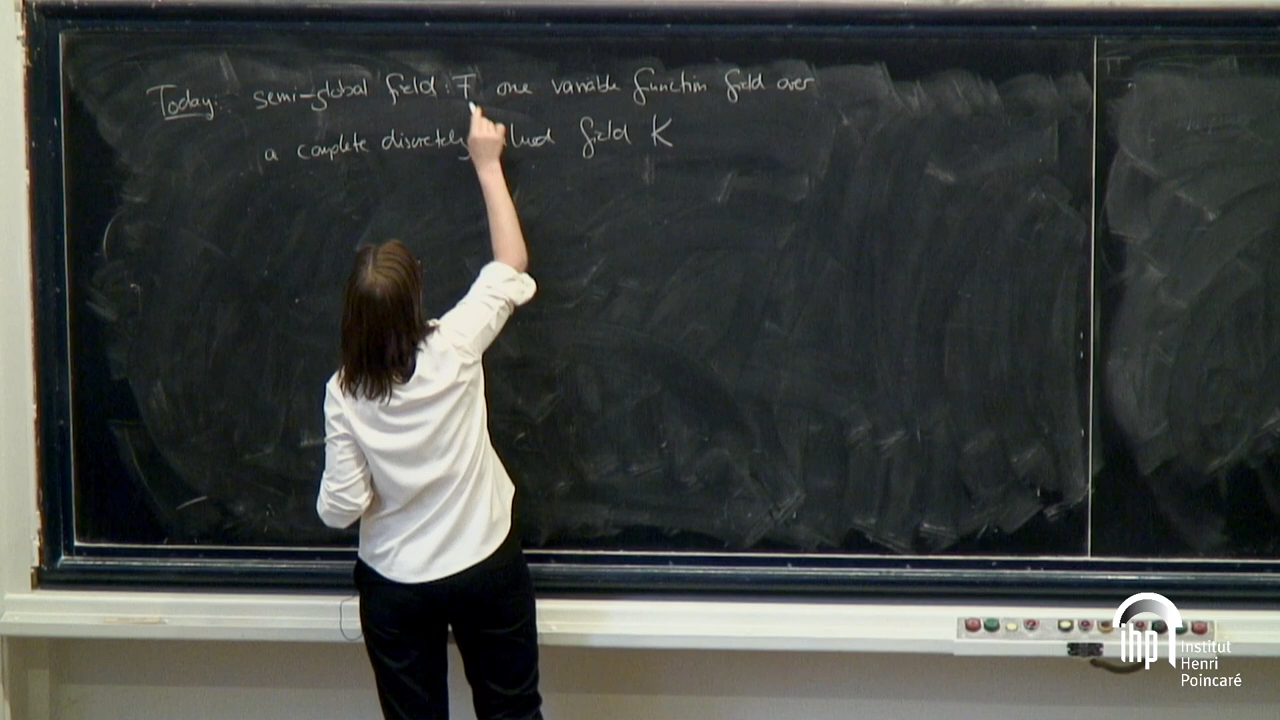 Today: semi-global field: F one variable function field over
a complete discretely field K
ihp
Institut
Henri
Poincaré